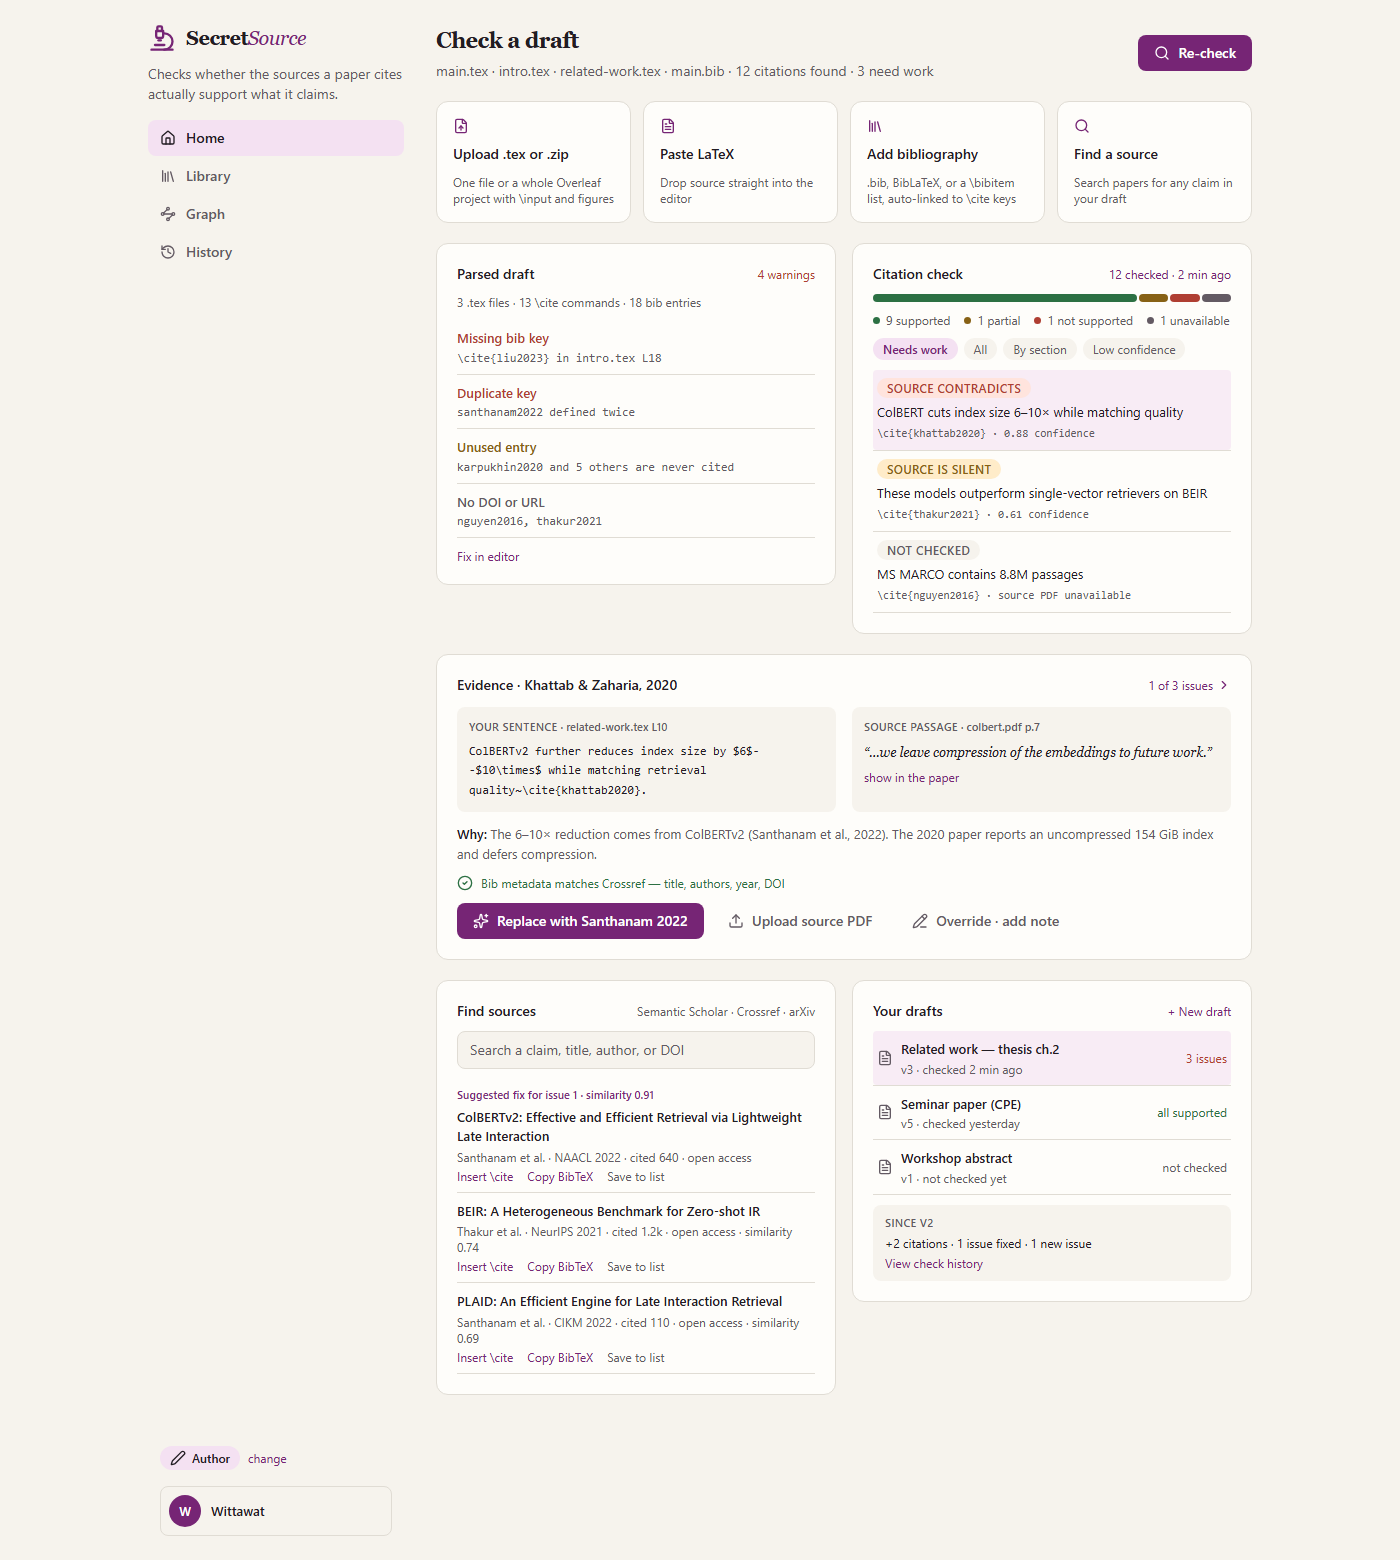 SecretSource
Checks whether the sources a paper cites
actually support what it claims.
Home
Library
Graph
History
Author change
W Wittawat
Check a draft
main.tex · intro.tex · related-work.tex · main.bib · 12 citations found · 3 need work
Re-check
Upload .tex or .zip
One file or a whole Overleaf
project with \input and figures
Paste LaTeX
Drop source straight into the
editor
Add bibliography
.bib, BibLaTeX, or a \bibitem
list, auto-linked to \cite keys
Find a source
Search papers for any claim in
your draft
Parsed draft
4 warnings
3 .tex files · 13 \cite commands · 18 bib entries
Missing bib key
\cite{liu2023} in intro.tex L18
Duplicate key
santhanam2022 defined twice
Unused entry
karpukhin2020 and 5 others are never cited
No DOI or URL
nguyen2016, thakur2021
Fix in editor
Citation check
12 checked · 2 min ago
9 supported 1 partial 1 not supported 1 unavailable
Needs work All By section Low confidence
SOURCE CONTRADICTS
ColBERT cuts index size 6–10× while matching quality
\cite{khattab2020} · 0.88 confidence
SOURCE IS SILENT
These models outperform single-vector retrievers on BEIR
\cite{thakur2021} · 0.61 confidence
NOT CHECKED
MS MARCO contains 8.8M passages
\cite{nguyen2016} · source PDF unavailable
Evidence · Khattab & Zaharia, 2020
1 of 3 issues
YOUR SENTENCE · related-work.tex L10
ColBERTv2 further reduces index size by $6$-
-$10\times$ while matching retrieval
quality~\cite{khattab2020}.
SOURCE PASSAGE · colbert.pdf p.7
“…we leave compression of the embeddings to future work.”
show in the paper
Why: The 6–10× reduction comes from ColBERTv2 (Santhanam et al., 2022). The 2020 paper reports an uncompressed 154 GiB index
and defers compression.
Bib metadata matches Crossref — title, authors, year, DOI
Replace with Santhanam 2022
Upload source PDF
Override · add note
Find sources
Semantic Scholar · Crossref · arXiv
Search a claim, title, author, or DOI
Suggested fix for issue 1 · similarity 0.91
ColBERTv2: Effective and Efficient Retrieval via Lightweight
Late Interaction
Santhanam et al. · NAACL 2022 · cited 640 · open access
Insert \cite Copy BibTeX Save to list
BEIR: A Heterogeneous Benchmark for Zero-shot IR
Thakur et al. · NeurIPS 2021 · cited 1.2k · open access · similarity
0.74
Insert \cite Copy BibTeX Save to list
PLAID: An Efficient Engine for Late Interaction Retrieval
Santhanam et al. · CIKM 2022 · cited 110 · open access · similarity
0.69
Insert \cite Copy BibTeX Save to list
Your drafts
+ New draft
Related work — thesis ch.2
v3 · checked 2 min ago
3 issues
Seminar paper (CPE)
v5 · checked yesterday
all supported
Workshop abstract
v1 · not checked yet
not checked
SINCE V2
+2 citations · 1 issue fixed · 1 new issue
View check history